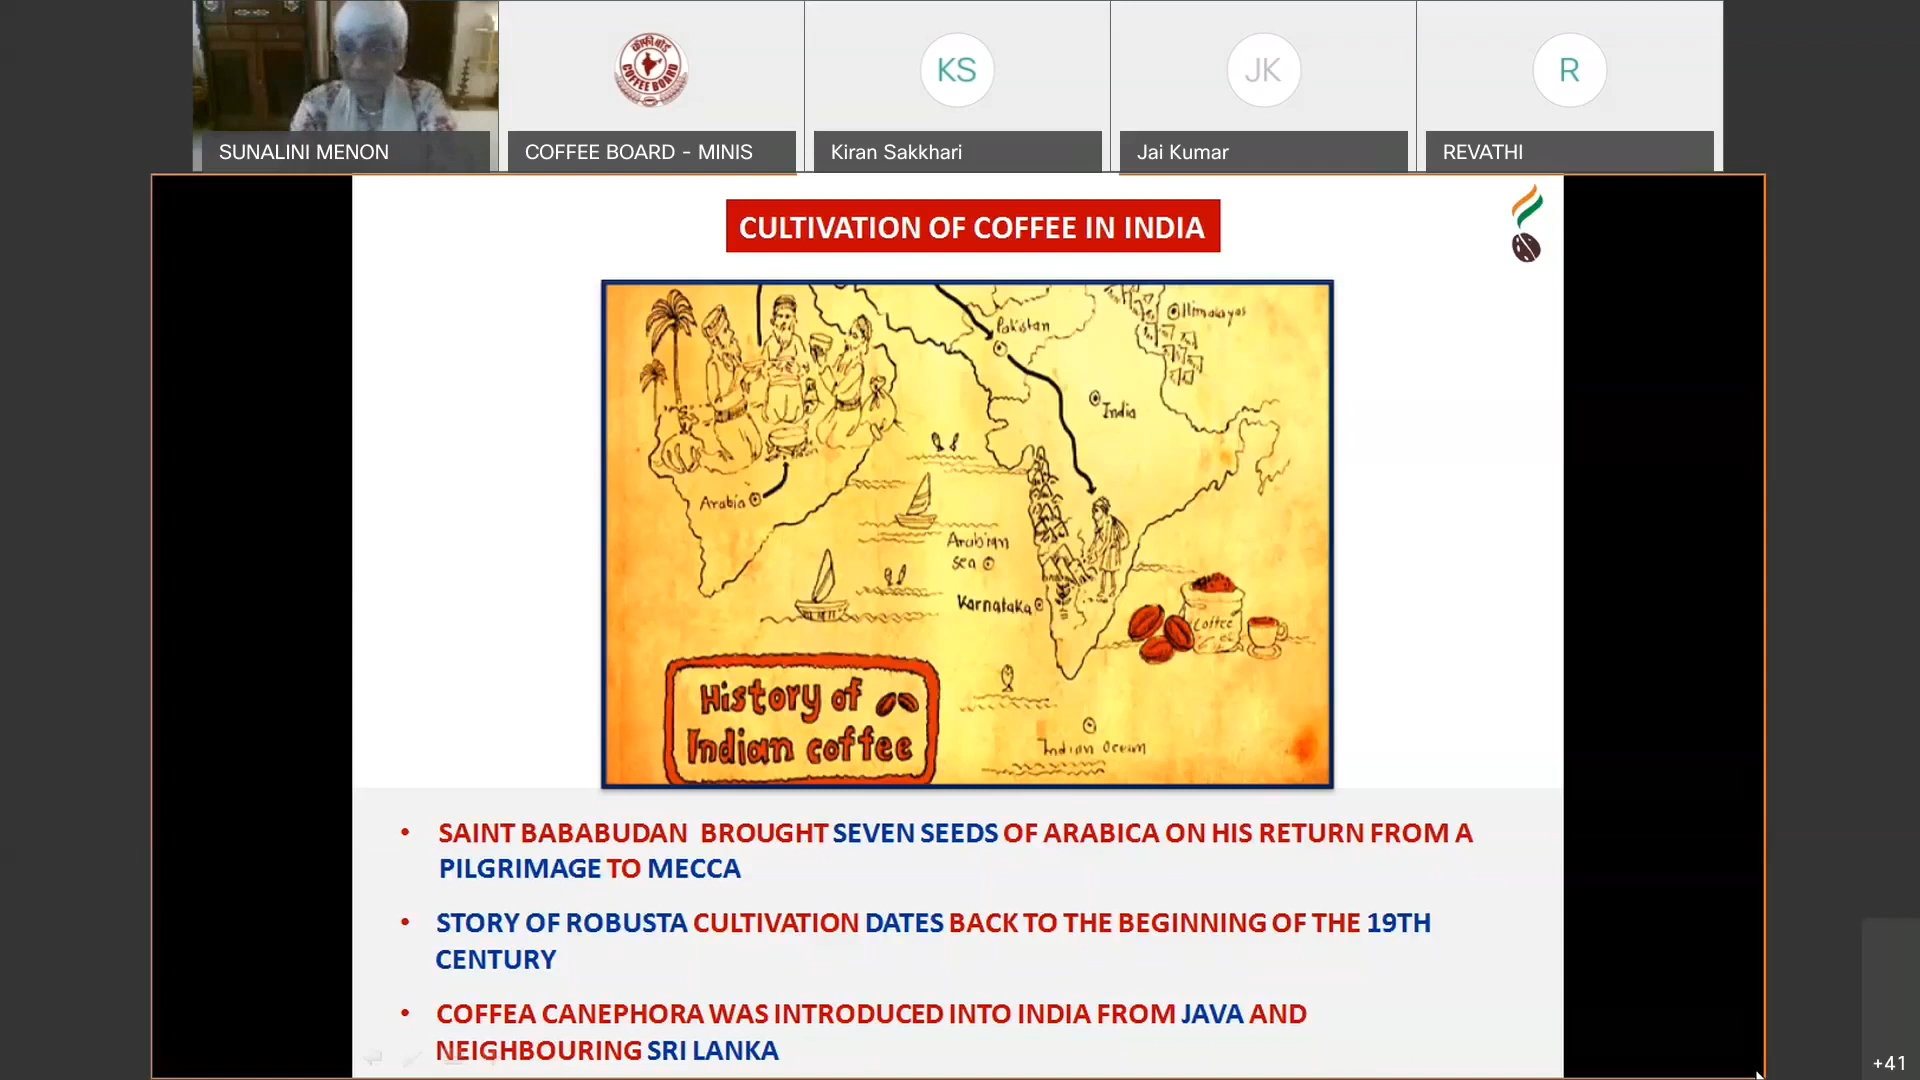 कॉफी बोर्ड
COFFEE BOARD
KS
JK
R
SUNALINI MENON
COFFEE BOARD - MINIS
Kiran Sakkhari
Jai Kumar
REVATHI
CULTIVATION OF COFFEE IN INDIA
Himalayas
Pakistan
India
Arabia
Arabian
sea
Karnataka
Coffee
History of
Indian coffee
Indian Ocean
• SAINT BABABUDAN BROUGHT SEVEN SEEDS OF ARABICA ON HIS RETURN FROM A
PILGRIMAGE TO MECCA
• STORY OF ROBUSTA CULTIVATION DATES BACK TO THE BEGINNING OF THE 19TH
CENTURY
• COFFEA CANEPHORA WAS INTRODUCED INTO INDIA FROM JAVA AND
NEIGHBOURING SRI LANKA
+41